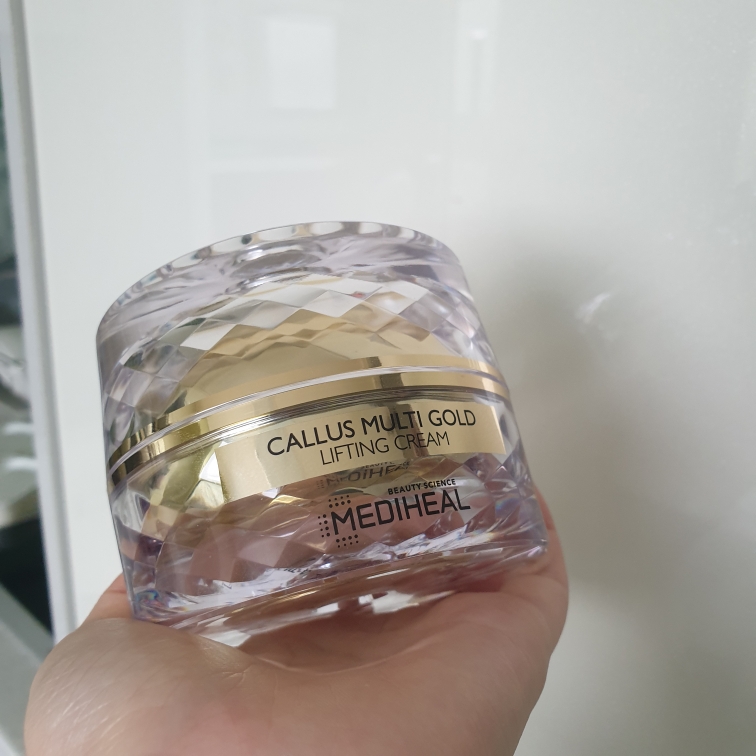 CALLUS MULTI GOLD
LIFTING CREAM
BEAUTY SCIENCE
MEDIHEAL